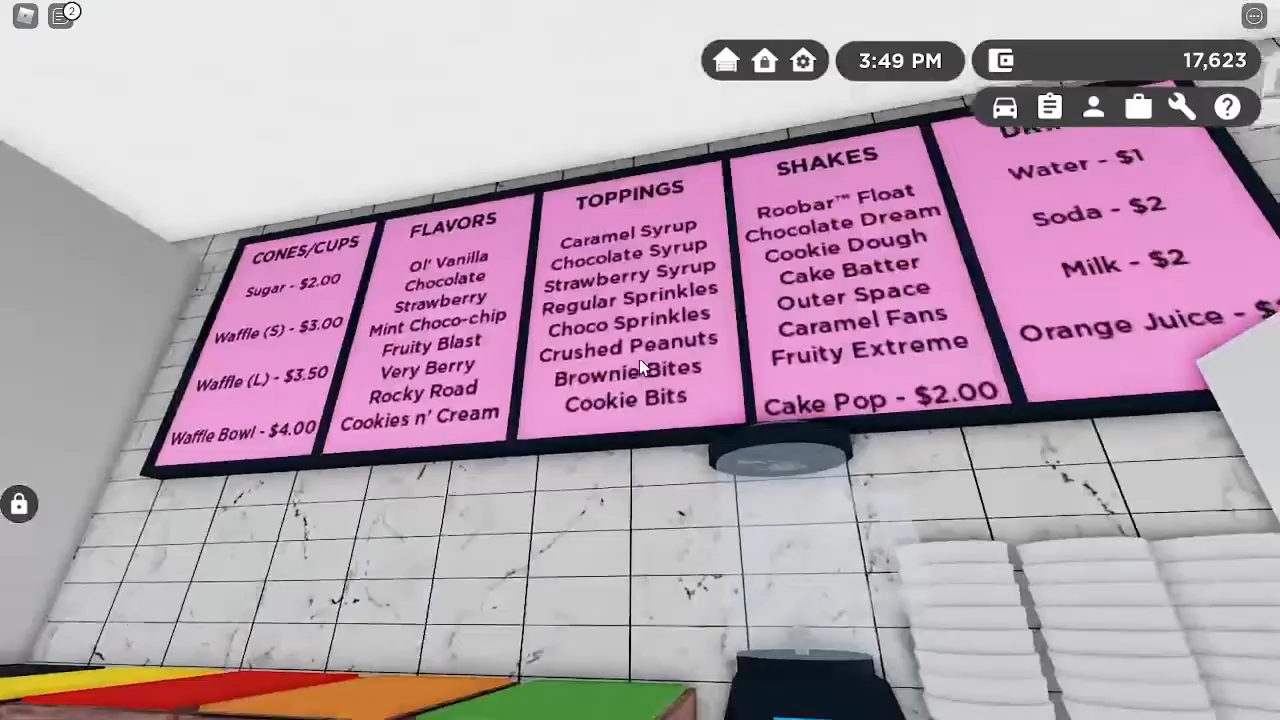 2
3:49 PM
17,623
CONES/CUPS
Sugar - $2.00
Waffle (S) - $3.00
Waffle (L) - $3.50
Waffle Bowl - $4.00
FLAVORS
Ol' Vanilla
Chocolate
Strawberry
Mint Choco-chip
Fruity Blast
Very Berry
Rocky Road
Cookies n' Cream
TOPPINGS
Caramel Syrup
Chocolate Syrup
Strawberry Syrup
Regular Sprinkles
Choco Sprinkles
Crushed Peanuts
Brownie Bites
Cookie Bits
SHAKES
Roobar™ Float
Chocolate Dream
Cookie Dough
Cake Batter
Outer Space
Caramel Fans
Fruity Extreme
Cake Pop - $2.00
Water - $1
Soda - $2
Milk - $2
Orange Juice - $